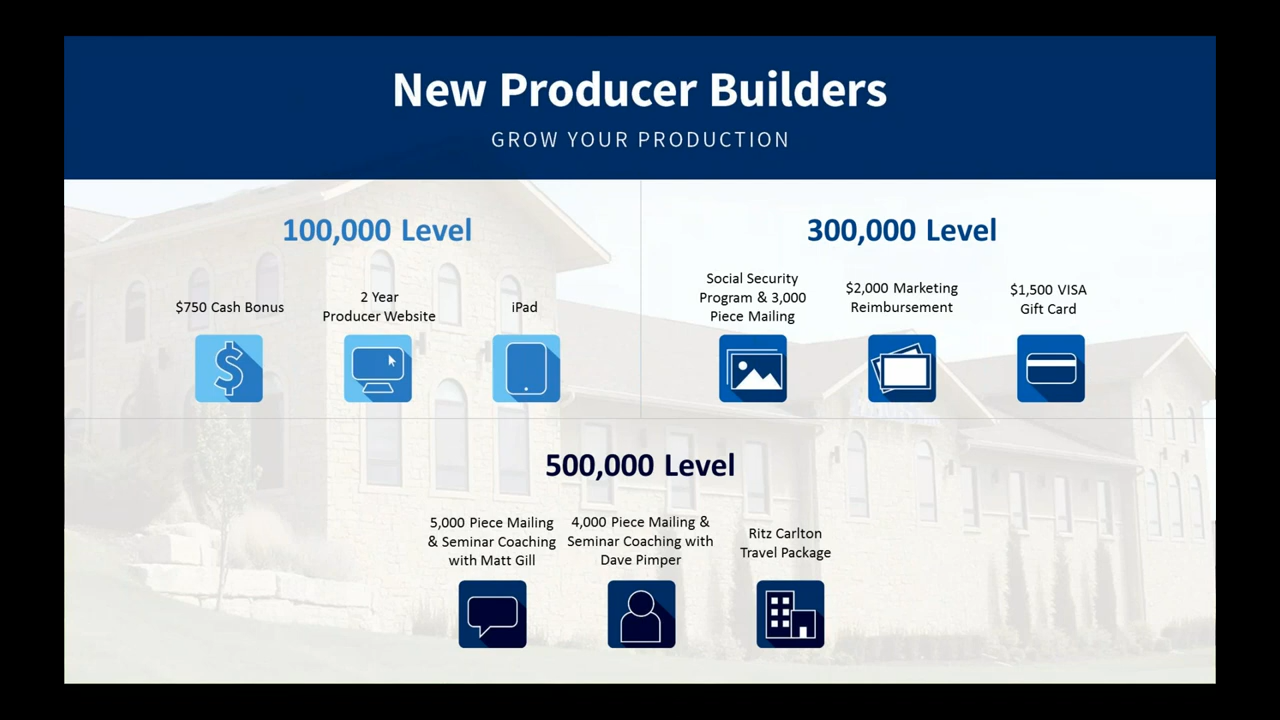 New Producer Builders
GROW YOUR PRODUCTION
100,000 Level
$750 Cash Bonus
2 Year
Producer Website
iPad
300,000 Level
Social Security
Program & 3,000
Piece Mailing
$2,000 Marketing
Reimbursement
$1,500 VISA
Gift Card
500,000 Level
5,000 Piece Mailing
& Seminar Coaching
with Matt Gill
4,000 Piece Mailing &
Seminar Coaching with
Dave Pimper
Ritz Carlton
Travel Package